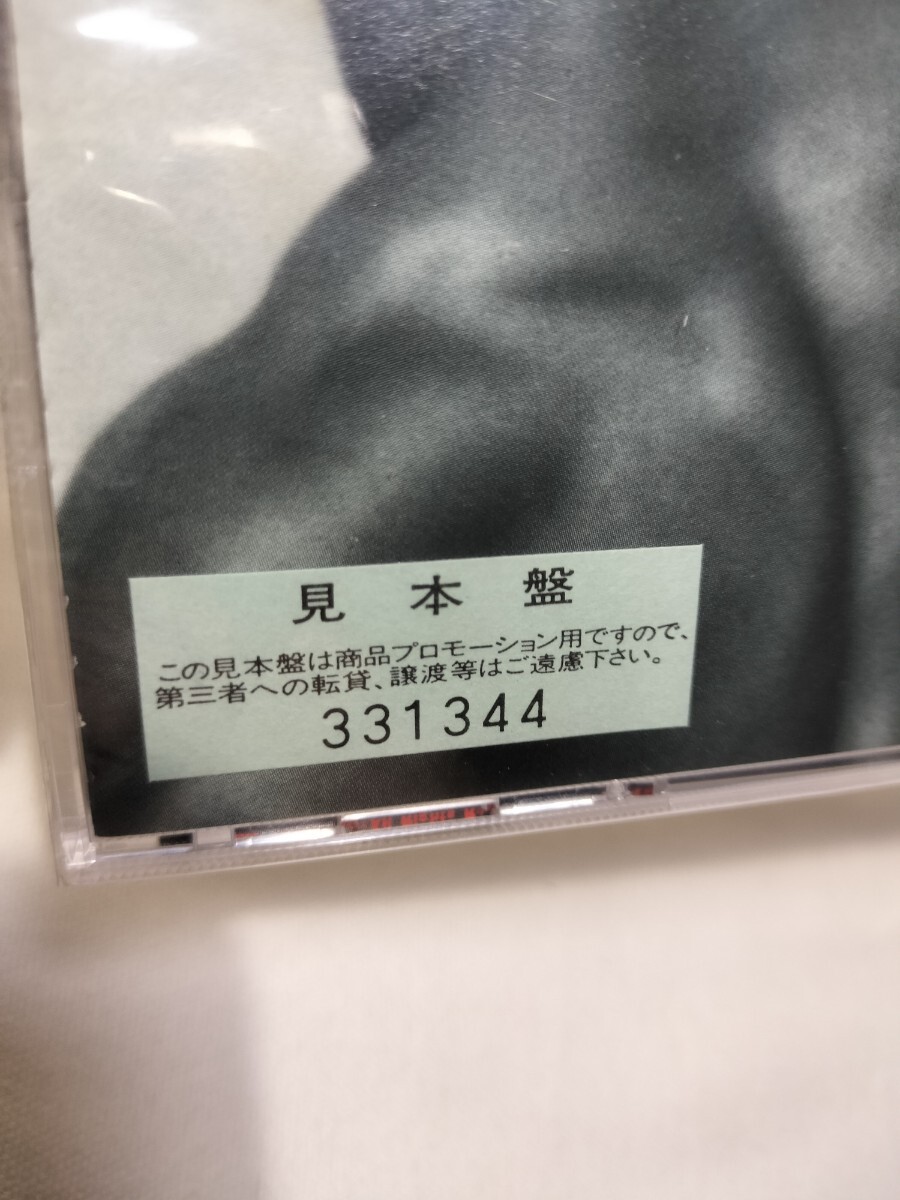 見本盤
この見本盤は商品プロモーション用ですので、
第三者への転貸、譲渡等はご遠慮下さい。
331344